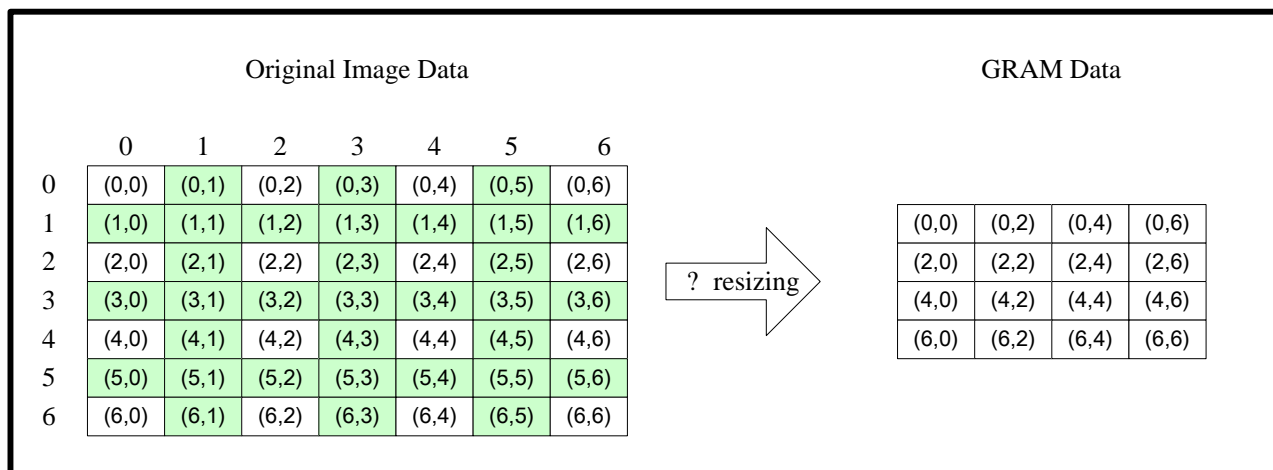 Original Image Data
GRAM Data
0 1 2 3 4 5 6
0 (0,0) (0,1) (0,2) (0,3) (0,4) (0,5) (0,6)
1 (1,0) (1,1) (1,2) (1,3) (1,4) (1,5) (1,6)
2 (2,0) (2,1) (2,2) (2,3) (2,4) (2,5) (2,6)
3 (3,0) (3,1) (3,2) (3,3) (3,4) (3,5) (3,6)
4 (4,0) (4,1) (4,2) (4,3) (4,4) (4,5) (4,6)
5 (5,0) (5,1) (5,2) (5,3) (5,4) (5,5) (5,6)
6 (6,0) (6,1) (6,2) (6,3) (6,4) (6,5) (6,6)
? resizing
(0,0) (0,2) (0,4) (0,6)
(2,0) (2,2) (2,4) (2,6)
(4,0) (4,2) (4,4) (4,6)
(6,0) (6,2) (6,4) (6,6)